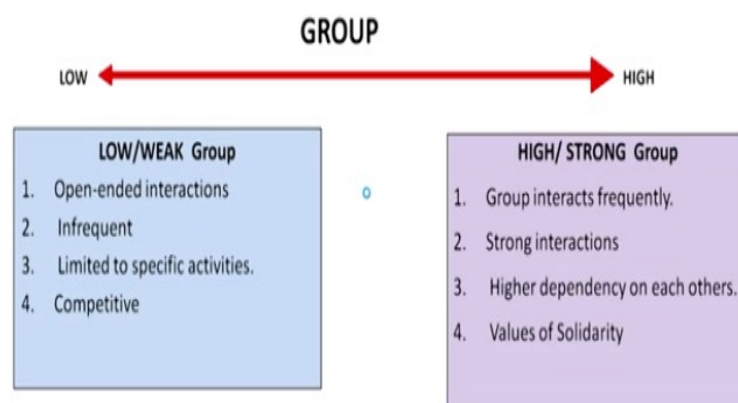 GROUP
LOW
HIGH
LOW/WEAK Group
1. Open-ended interactions
2. Infrequent
3. Limited to specific activities.
4. Competitive
HIGH/ STRONG Group
1. Group interacts frequently.
2. Strong interactions
3. Higher dependency on each others.
4. Values of Solidarity